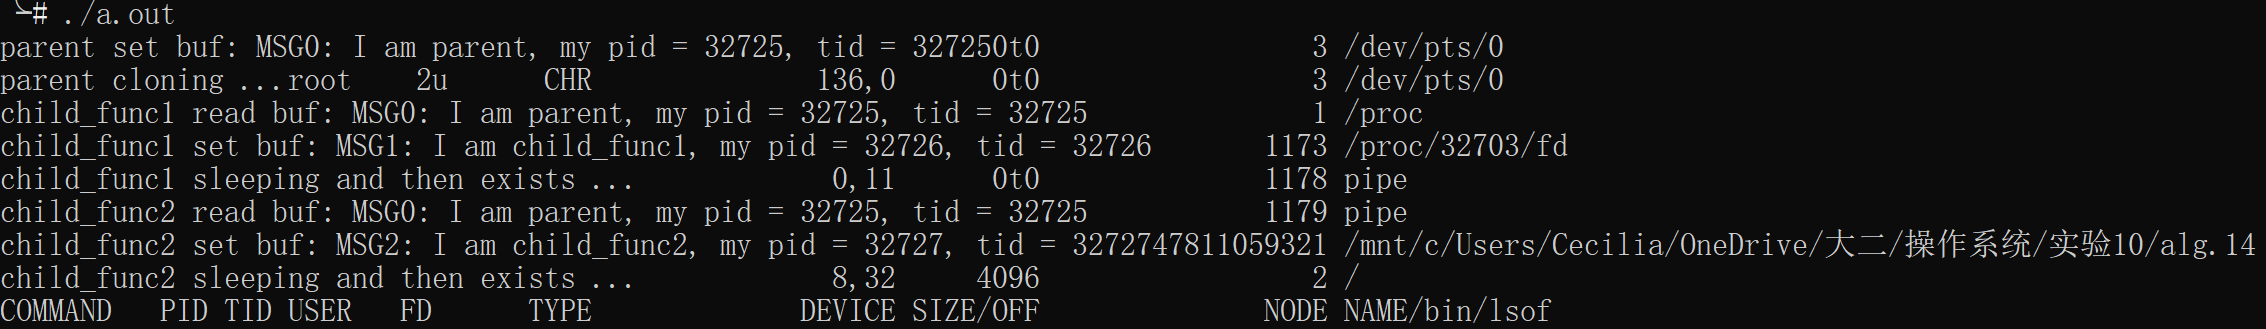 # ./a.out
parent set buf: MSG0: I am parent, my pid = 32725, tid = 327250t0                 3 /dev/pts/0
parent cloning ...root    2u      CHR                136,0      0t0                 3 /dev/pts/0
child_func1 read buf: MSG0: I am parent, my pid = 32725, tid = 32725              1 /proc
child_func1 set buf: MSG1: I am child_func1, my pid = 32726, tid = 32726       1173 /proc/32703/fd
child_func1 sleeping and then exists ...             0,11      0t0              1178 pipe
child_func2 read buf: MSG0: I am parent, my pid = 32725, tid = 32725           1179 pipe
child_func2 set buf: MSG2: I am child_func2, my pid = 32727, tid = 3272747811059321 /mnt/c/Users/Cecilia/OneDrive/大二/操作系统/实验10/alg.14
child_func2 sleeping and then exists ...             8,32     4096                 2 /
COMMAND   PID TID USER   FD      TYPE             DEVICE SIZE/OFF              NODE NAME/bin/lsof